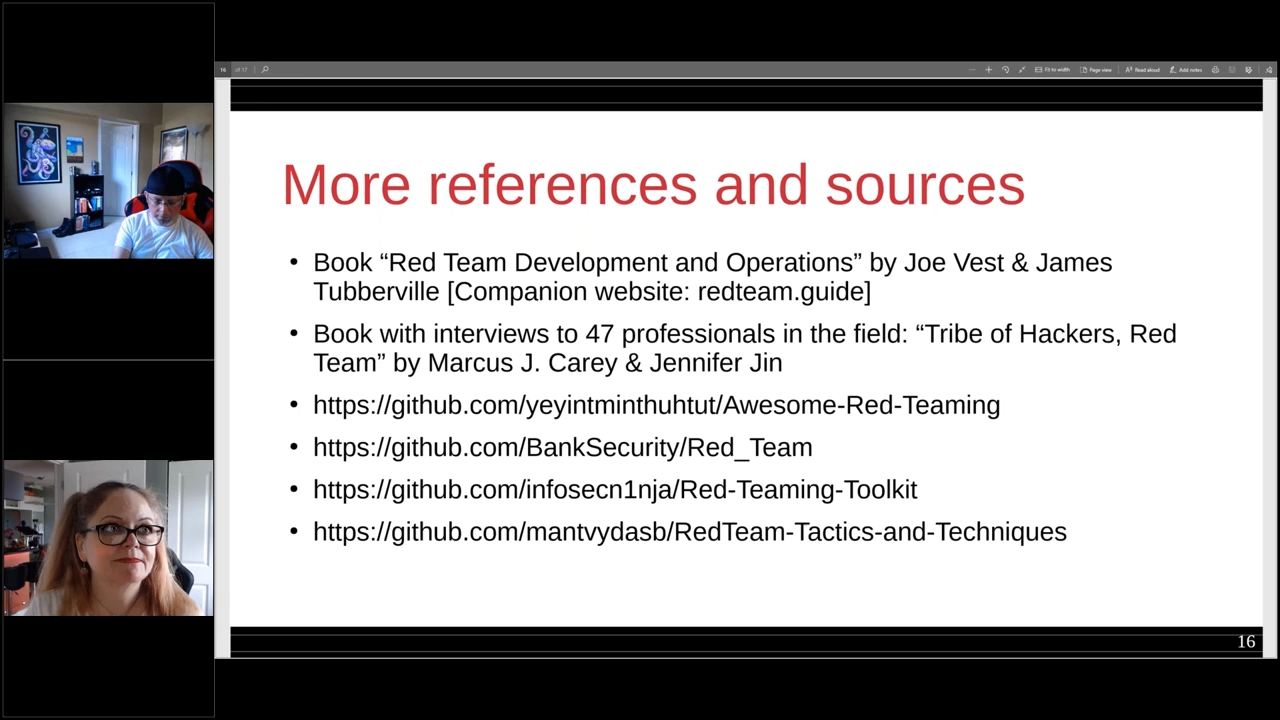 16 of 17
Fit to width
Page view
Read aloud
Add notes
More references and sources
• Book “Red Team Development and Operations” by Joe Vest & James
Tubberville [Companion website: redteam.guide]
• Book with interviews to 47 professionals in the field: “Tribe of Hackers, Red
Team” by Marcus J. Carey & Jennifer Jin
• https://github.com/yeyintminthuhtut/Awesome-Red-Teaming
• https://github.com/BankSecurity/Red_Team
• https://github.com/infosecn1nja/Red-Teaming-Toolkit
• https://github.com/mantvydasb/RedTeam-Tactics-and-Techniques
16